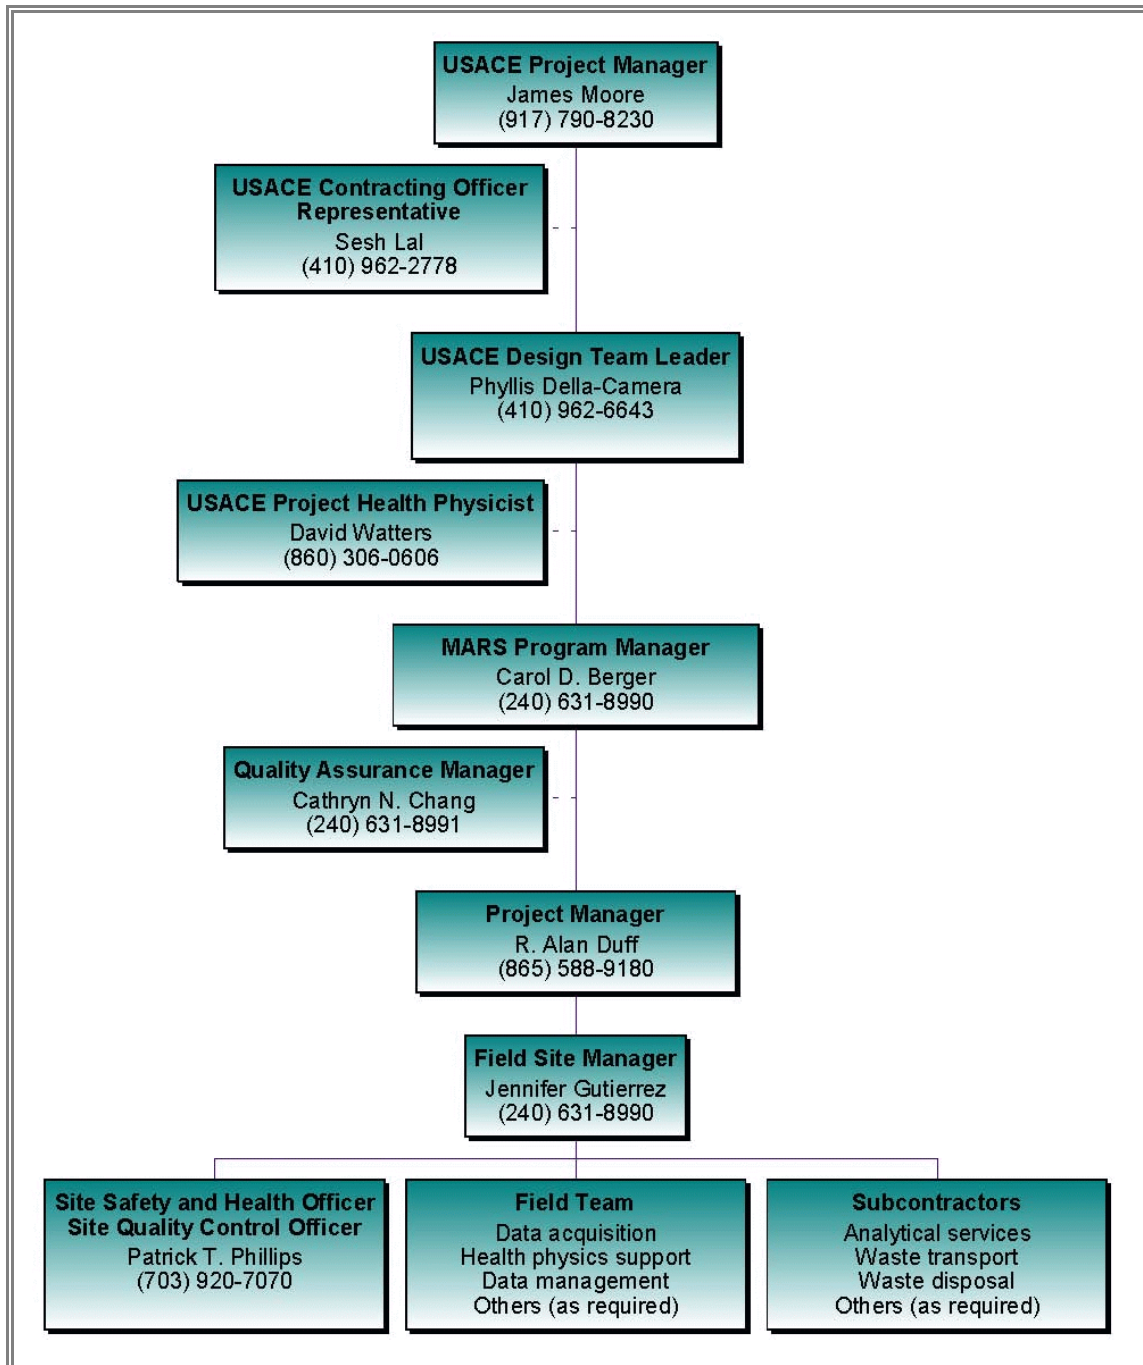 USACE Project Manager
James Moore
(917) 790-8230
USACE Contracting Officer
Representative
Sesh Lal
(410) 962-2778
USACE Design Team Leader
Phyllis Della-Camera
(410) 962-6643
USACE Project Health Physicist
David Watters
(860) 306-0606
MARS Program Manager
Carol D. Berger
(240) 631-8990
Quality Assurance Manager
Cathryn N. Chang
(240) 631-8991
Project Manager
R. Alan Duff
(865) 588-9180
Field Site Manager
Jennifer Gutierrez
(240) 631-8990
Site Safety and Health Officer
Site Quality Control Officer
Patrick T. Phillips
(703) 920-7070
Field Team
Data acquisition
Health physics support
Data management
Others (as required)
Subcontractors
Analytical services
Waste transport
Waste disposal
Others (as required)